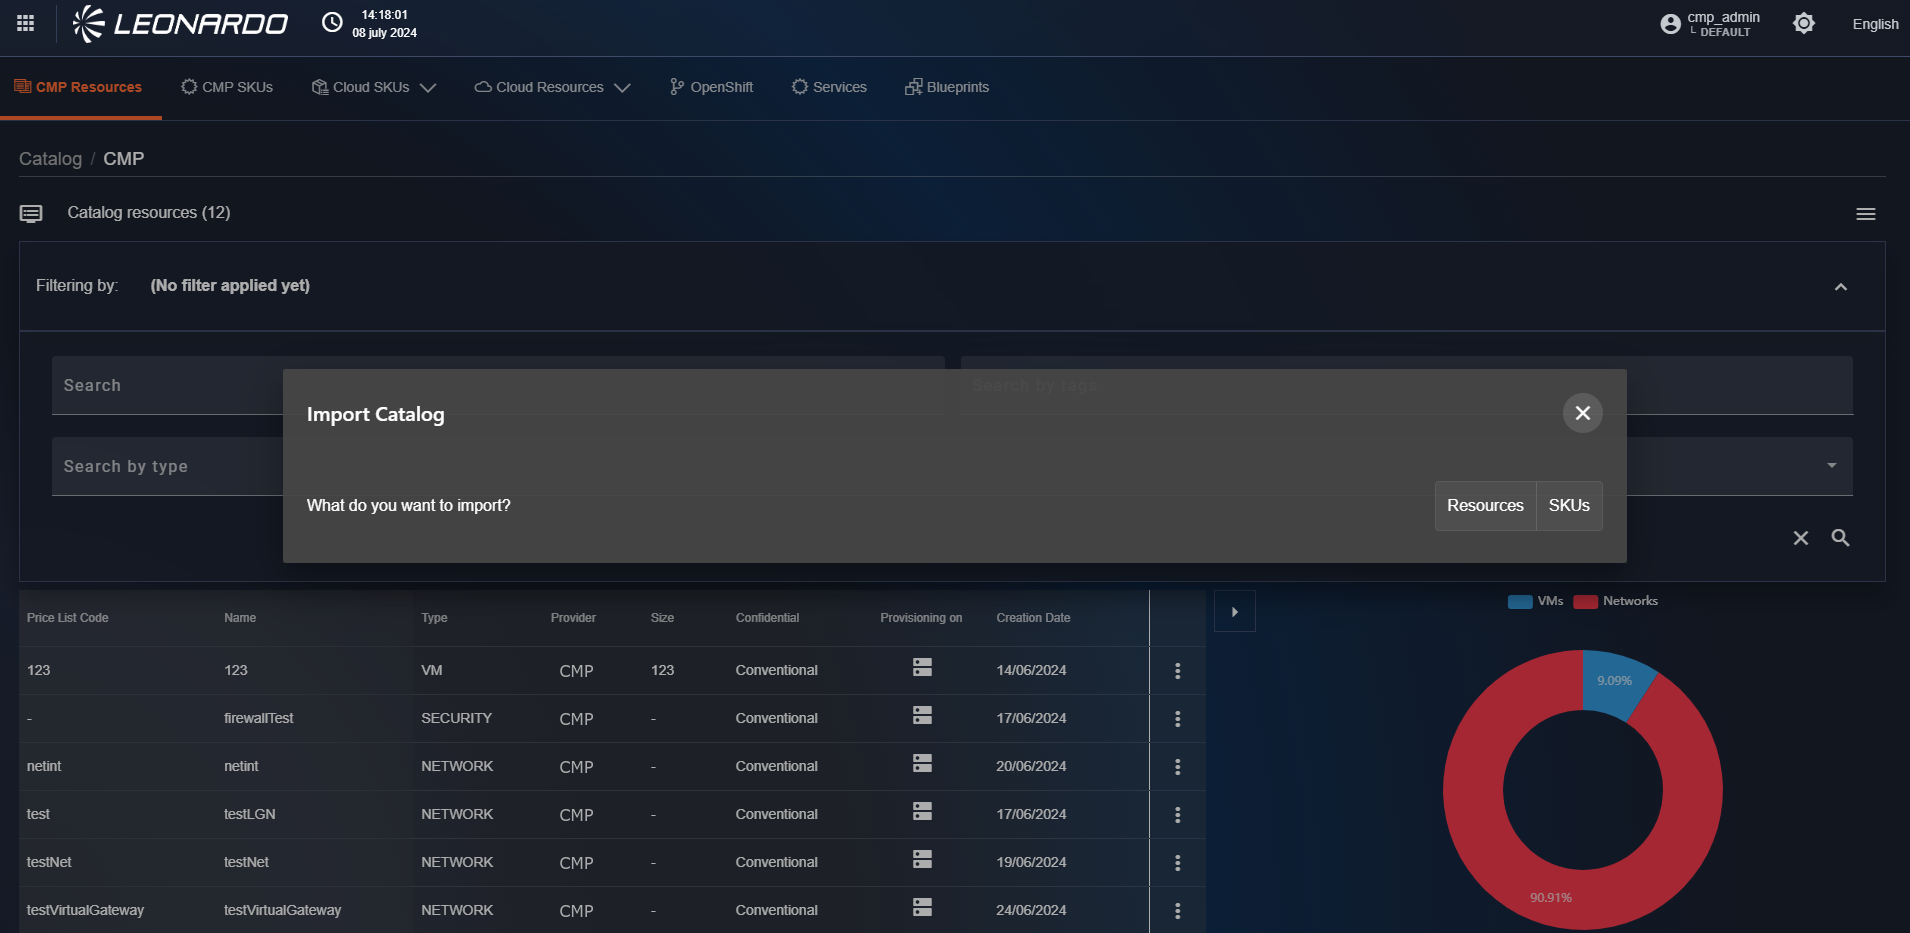 LEONARDO
14:18:01
08 july 2024
cmp_admin
└ DEFAULT
English
CMP Resources
CMP SKUs
Cloud SKUs
Cloud Resources
OpenShift
Services
Blueprints
Catalog / CMP
Catalog resources (12)
Filtering by: (No filter applied yet)
Search
Search by tags
Import Catalog
Search by type
What do you want to import?
Resources
SKUs
Price List Code Name Type Provider Size Confidential Provisioning on Creation Date
123 123 VM CMP 123 Conventional 14/06/2024
- firewallTest SECURITY CMP - Conventional 17/06/2024
netint netint NETWORK CMP - Conventional 20/06/2024
test testLGN NETWORK CMP - Conventional 17/06/2024
testNet testNet NETWORK CMP - Conventional 19/06/2024
testVirtualGateway testVirtualGateway NETWORK CMP - Conventional 24/06/2024
VMs Networks
9.09%
90.91%